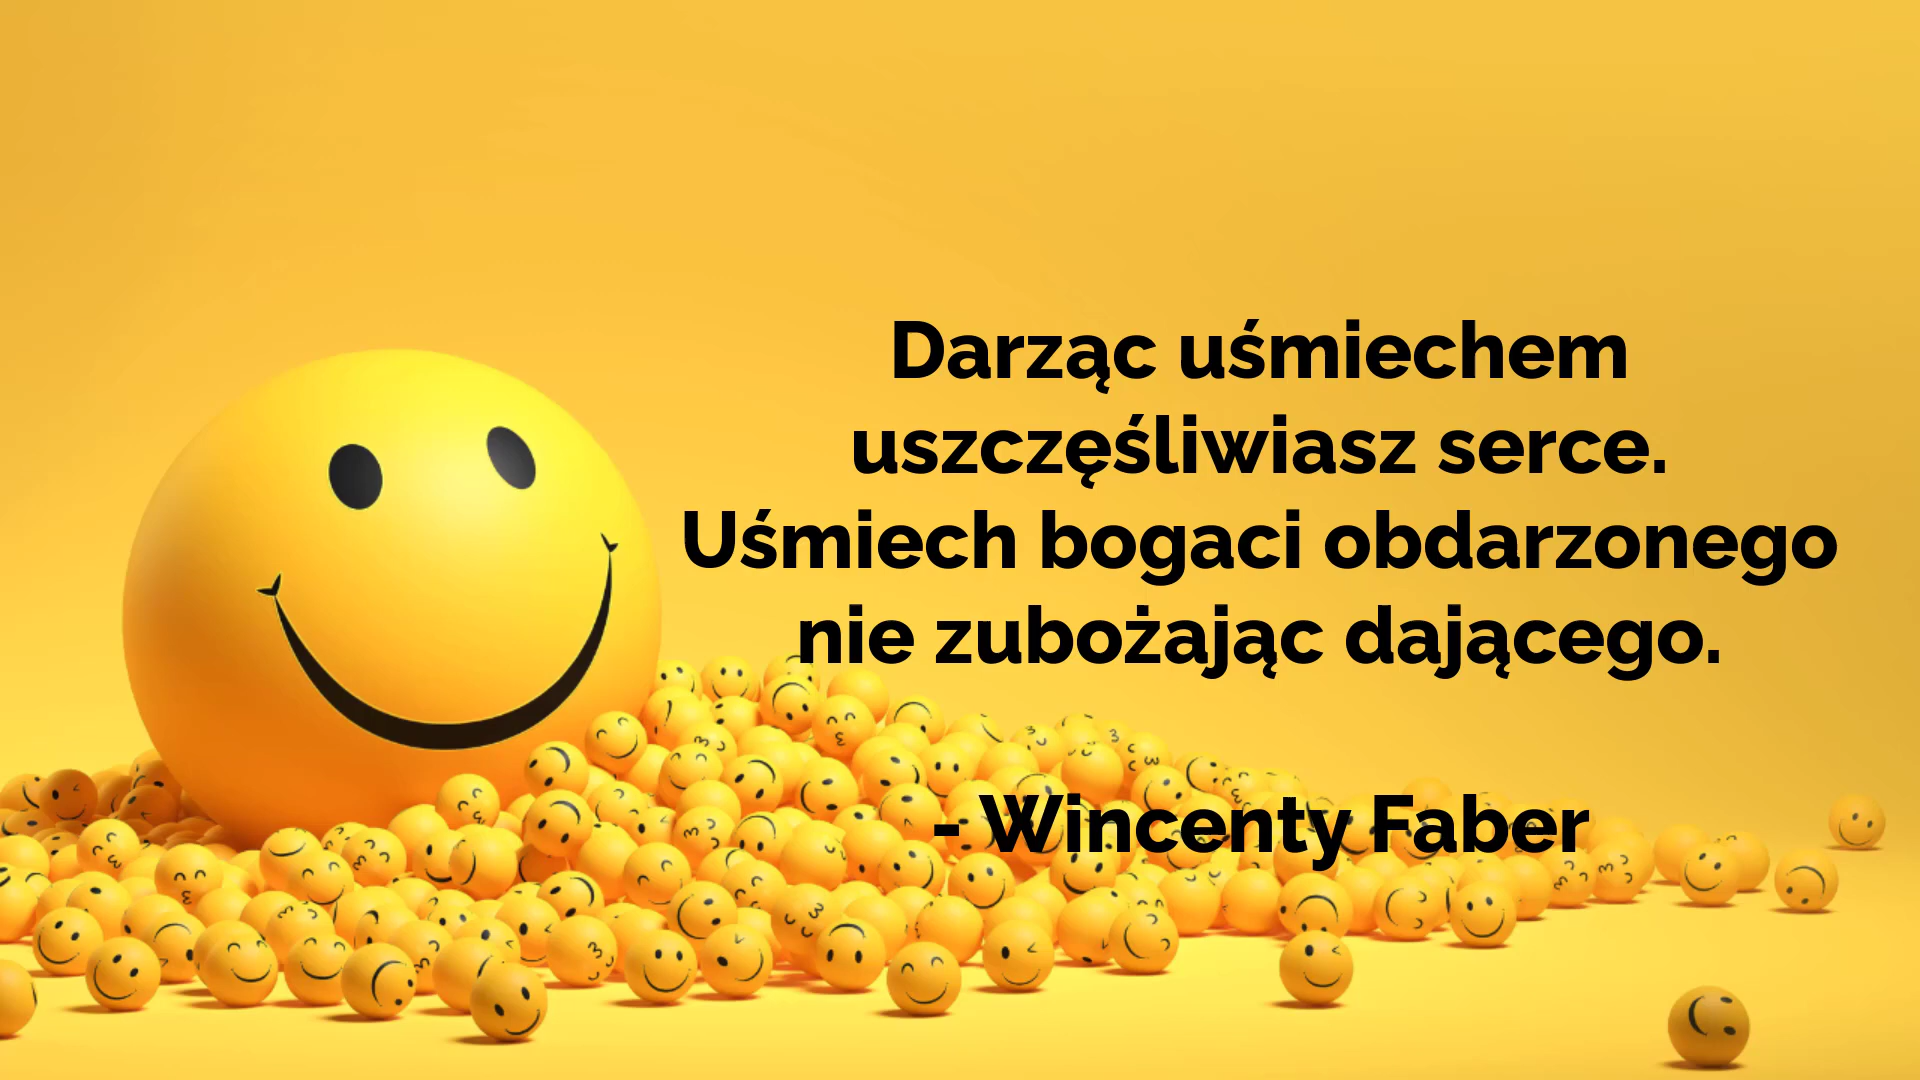 Darząc uśmiechem
uszczęśliwiasz serce.
Uśmiech bogaci obdarzonego
nie zubożając dającego.
- Wincenty Faber